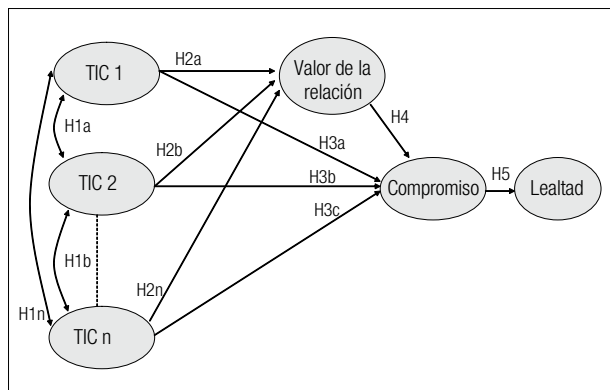 TIC 1
H2a
Valor de la
relación
H1a
H4
H3a
H2b
TIC 2
H3b
Compromiso
H5
Lealtad
H3c
H1b
H2n
H1n
TIC n